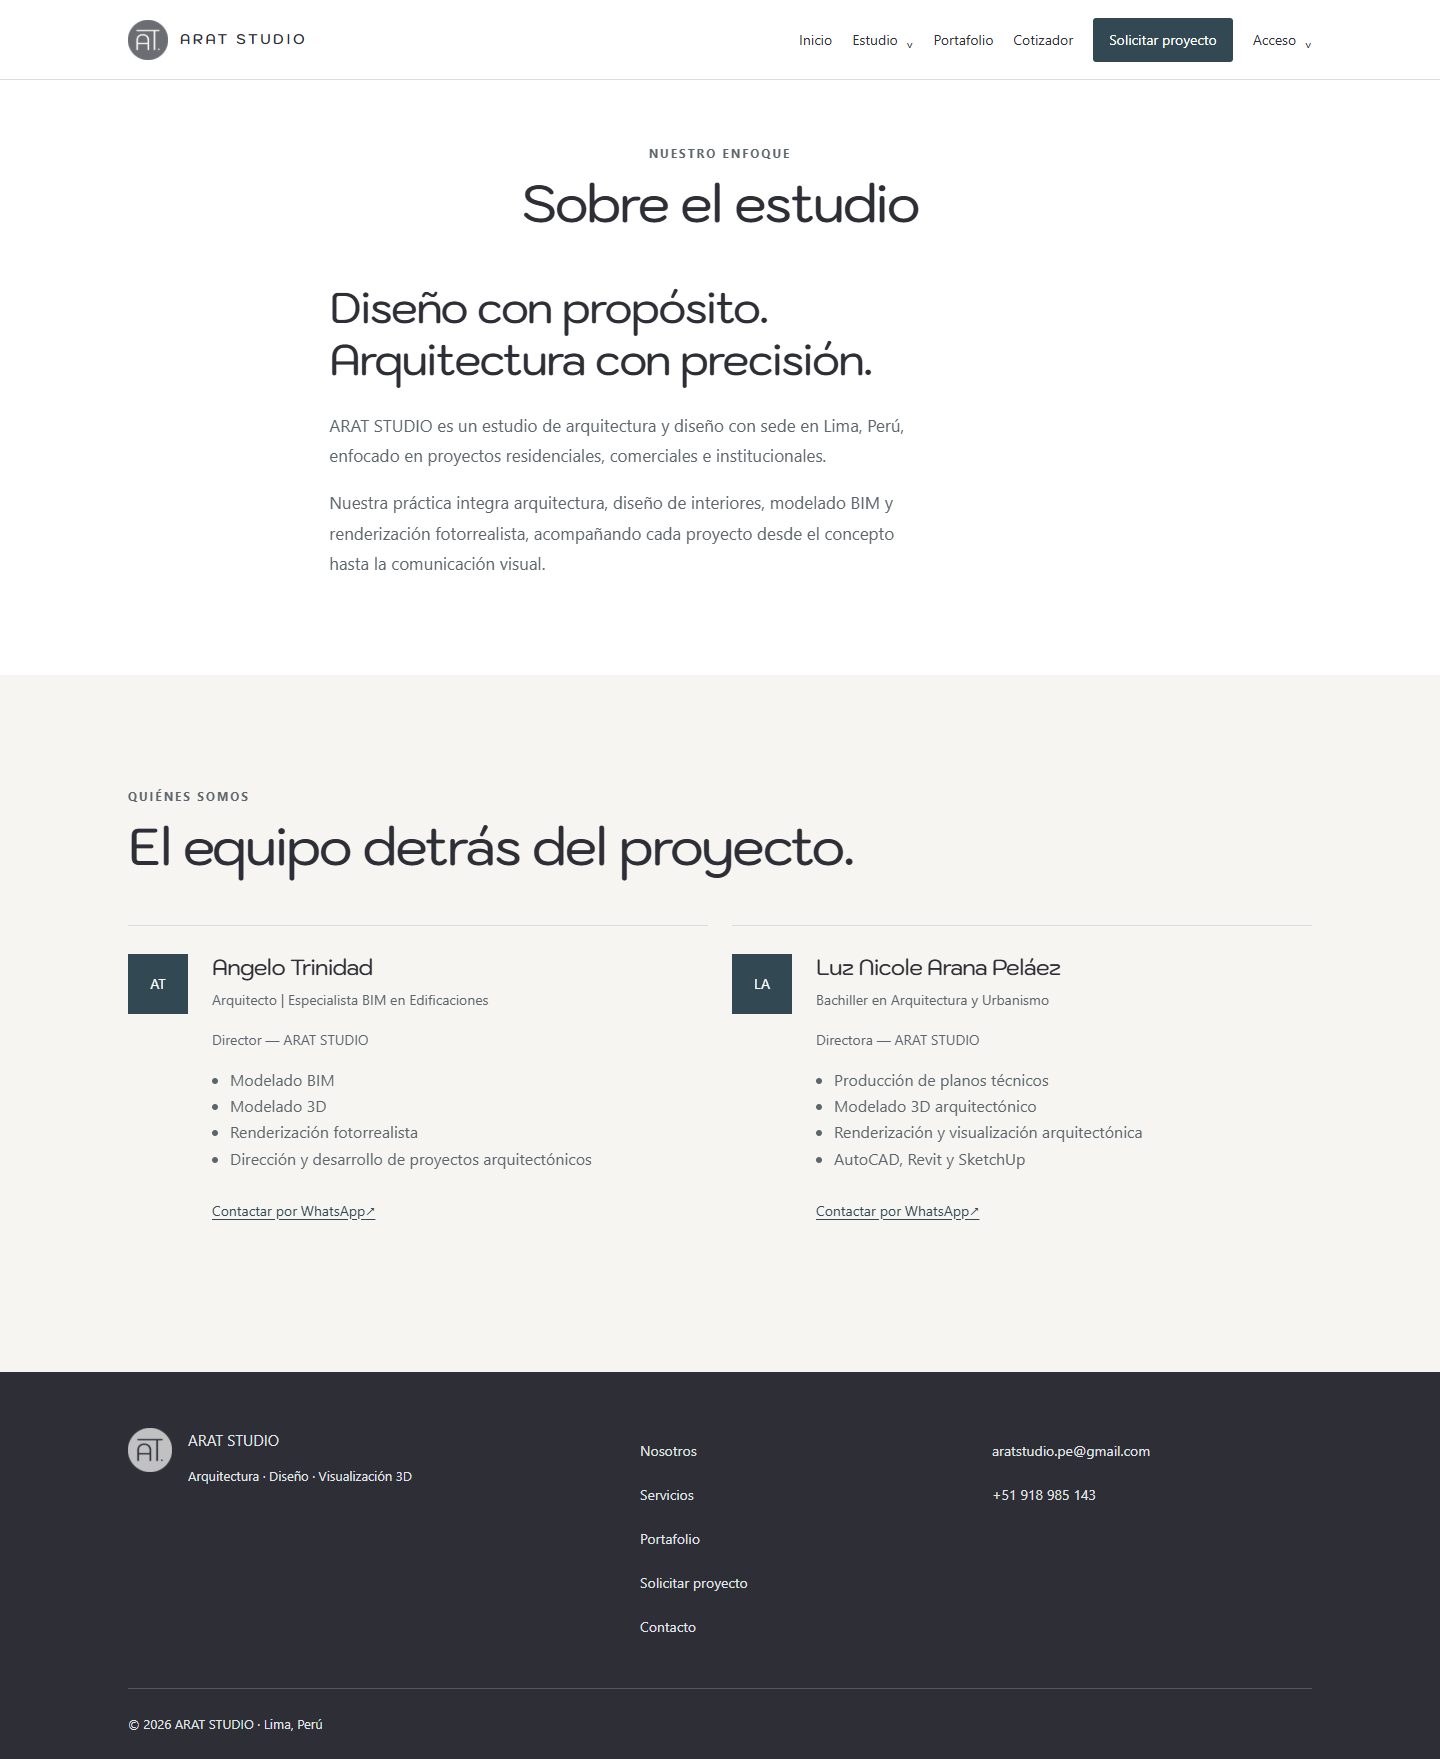 AT. ARAT STUDIO
Inicio Estudio v Portafolio Cotizador Solicitar proyecto Acceso v
NUESTRO ENFOQUE
Sobre el estudio
Diseño con propósito.
Arquitectura con precisión.
ARAT STUDIO es un estudio de arquitectura y diseño con sede en Lima, Perú,
enfocado en proyectos residenciales, comerciales e institucionales.
Nuestra práctica integra arquitectura, diseño de interiores, modelado BIM y
renderización fotorrealista, acompañando cada proyecto desde el concepto
hasta la comunicación visual.
QUIÉNES SOMOS
El equipo detrás del proyecto.
AT
Angelo Trinidad
Arquitecto | Especialista BIM en Edificaciones
Director — ARAT STUDIO
• Modelado BIM
• Modelado 3D
• Renderización fotorrealista
• Dirección y desarrollo de proyectos arquitectónicos
Contactar por WhatsApp↗
LA
Luz Nicole Arana Peláez
Bachiller en Arquitectura y Urbanismo
Directora — ARAT STUDIO
• Producción de planos técnicos
• Modelado 3D arquitectónico
• Renderización y visualización arquitectónica
• AutoCAD, Revit y SketchUp
Contactar por WhatsApp↗
AT.
ARAT STUDIO
Arquitectura · Diseño · Visualización 3D
Nosotros
Servicios
Portafolio
Solicitar proyecto
Contacto
aratstudio.pe@gmail.com
+51 918 985 143
© 2026 ARAT STUDIO · Lima, Perú